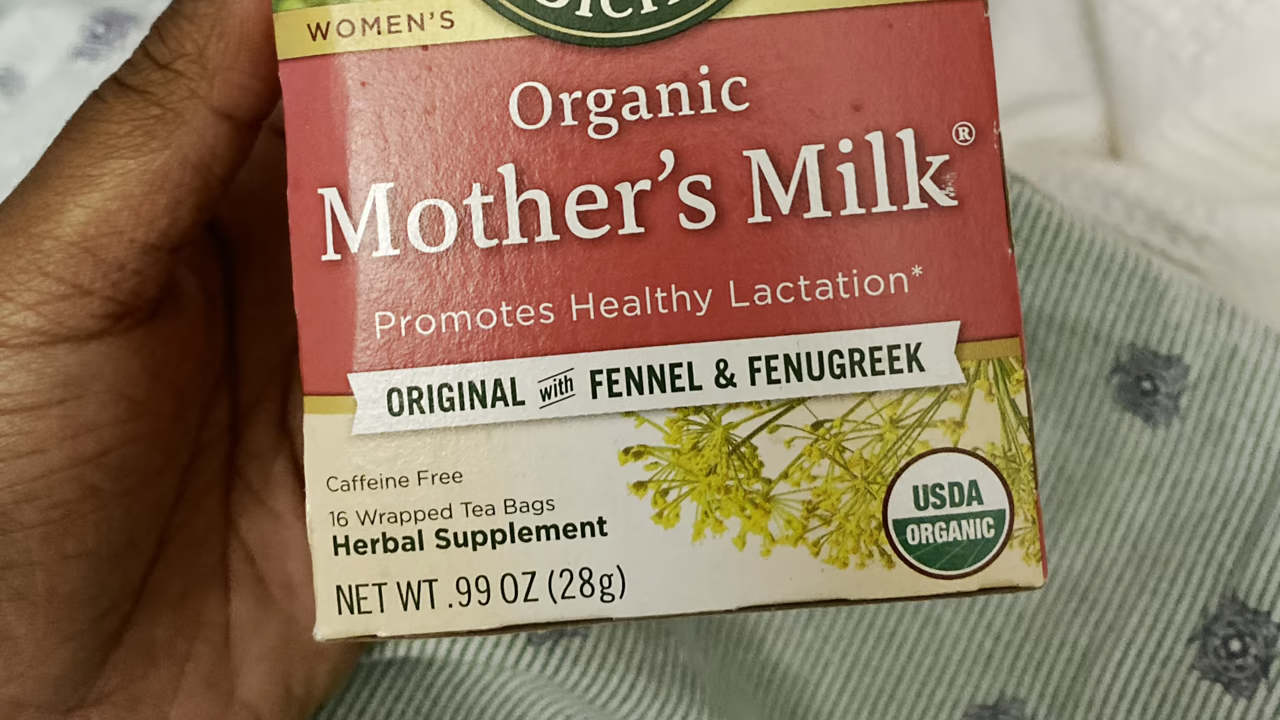 WOMEN'S
Organic
Mother's Milk®
Promotes Healthy Lactation*
ORIGINAL with FENNEL & FENUGREEK
Caffeine Free
16 Wrapped Tea Bags
Herbal Supplement
NET WT .99 OZ (28g)
USDA
ORGANIC